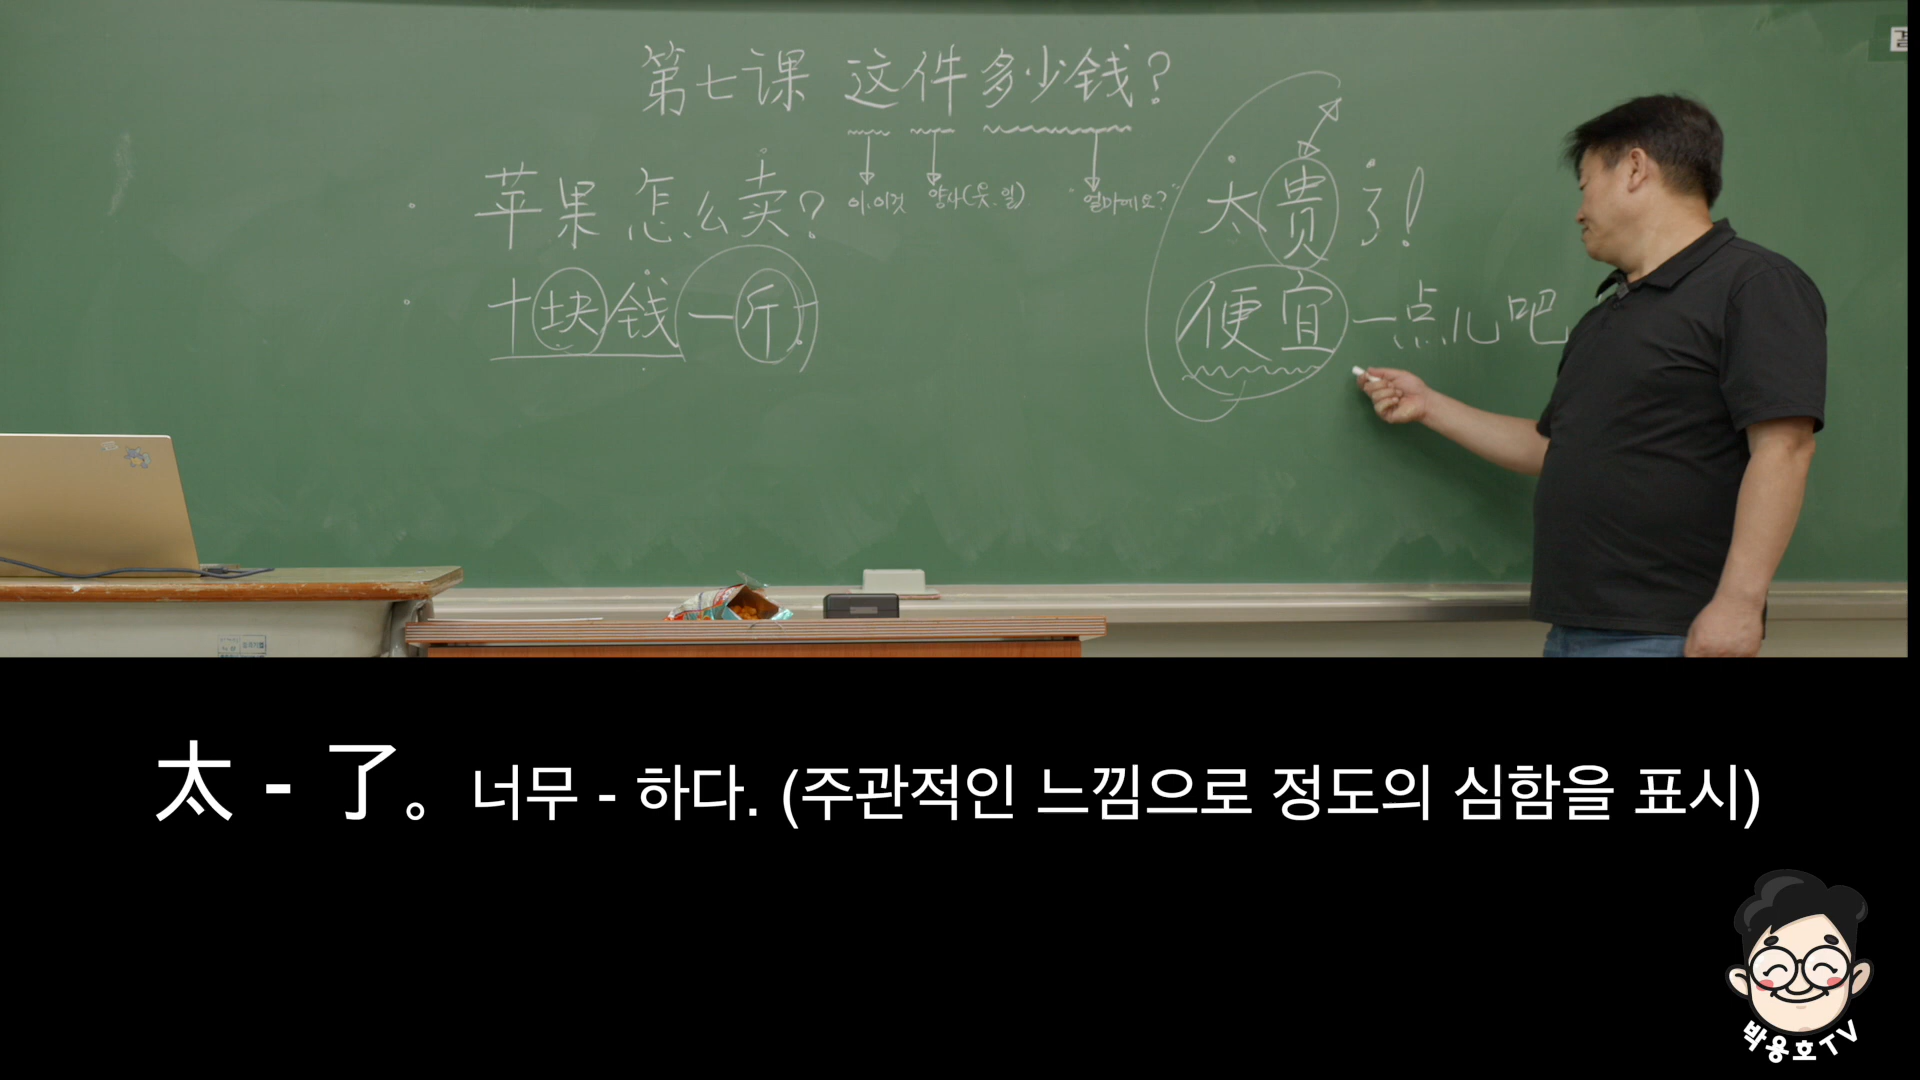 第七课 这件多少钱?
이.이것 양사(옷.일) "얼마예요?"
苹果怎么卖?
十块钱一斤.
太贵了!
便宜一点儿吧
太 - 了。너무 - 하다. (주관적인 느낌으로 정도의 심함을 표시)
박용호TV